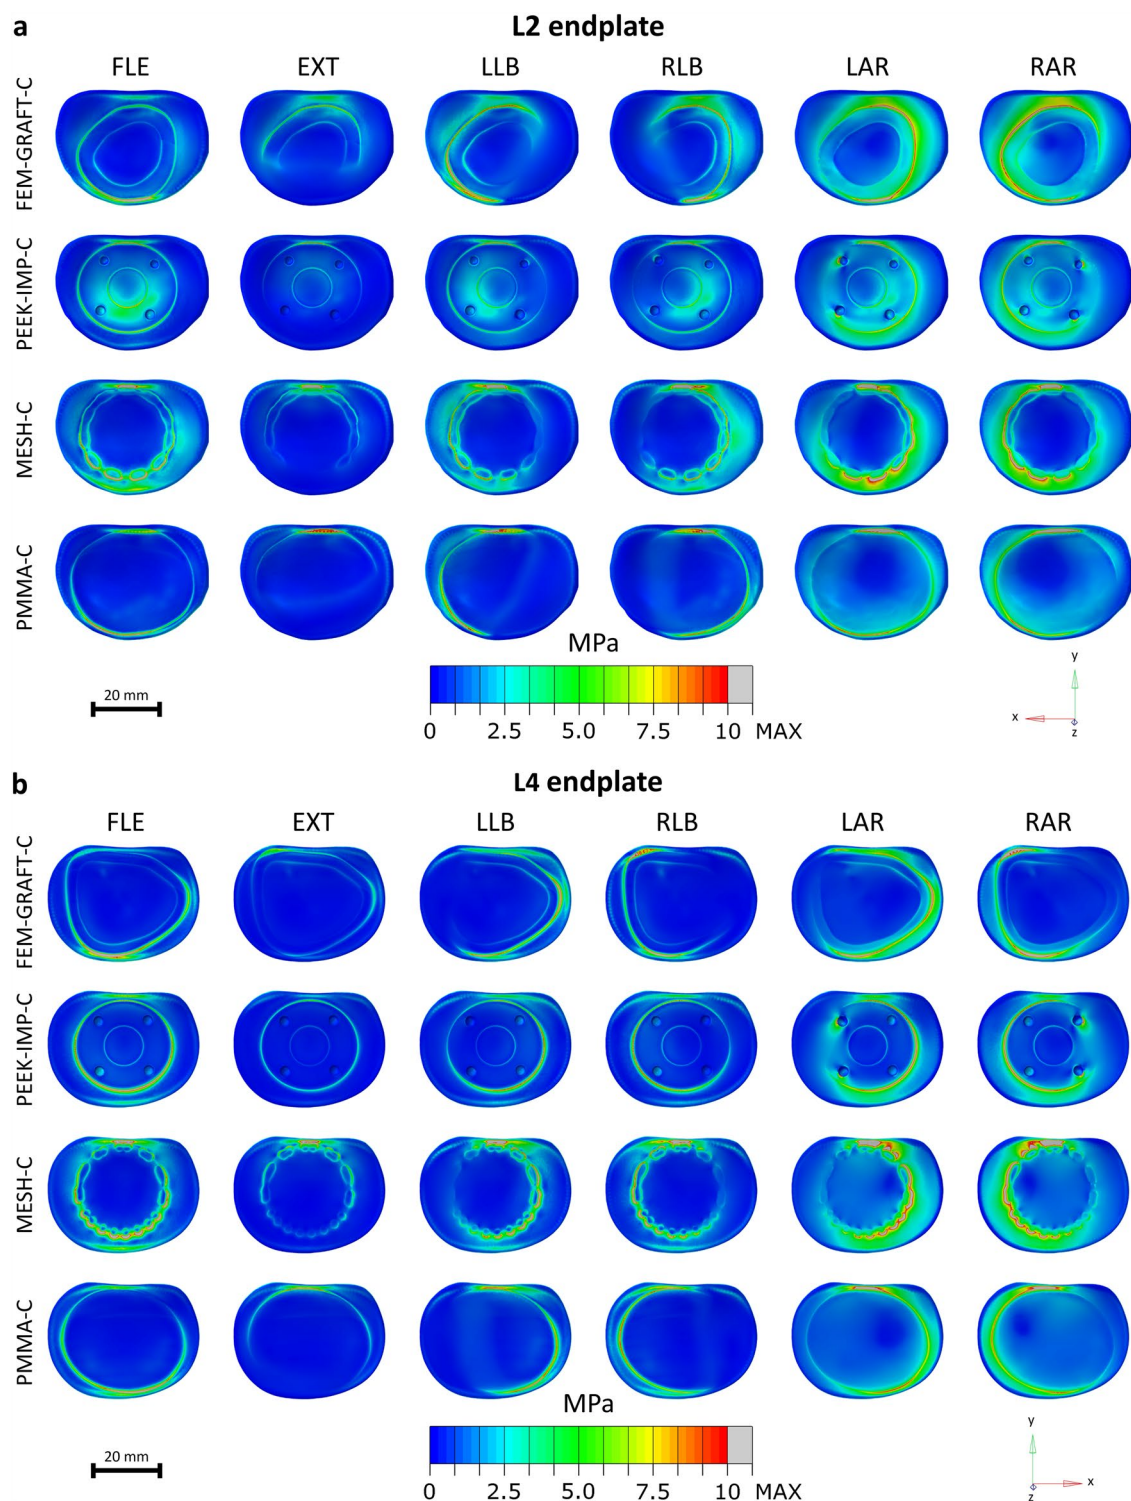 a
L2 endplate
FLE EXT LLB RLB LAR RAR
FEM-GRAFT-C
PEEK-IMP-C
MESH-C
PMMA-C
MPa
20 mm
0 2.5 5.0 7.5 10 MAX
y
x
z
b
L4 endplate
FLE EXT LLB RLB LAR RAR
FEM-GRAFT-C
PEEK-IMP-C
MESH-C
PMMA-C
MPa
20 mm
0 2.5 5.0 7.5 10 MAX
y
x
z